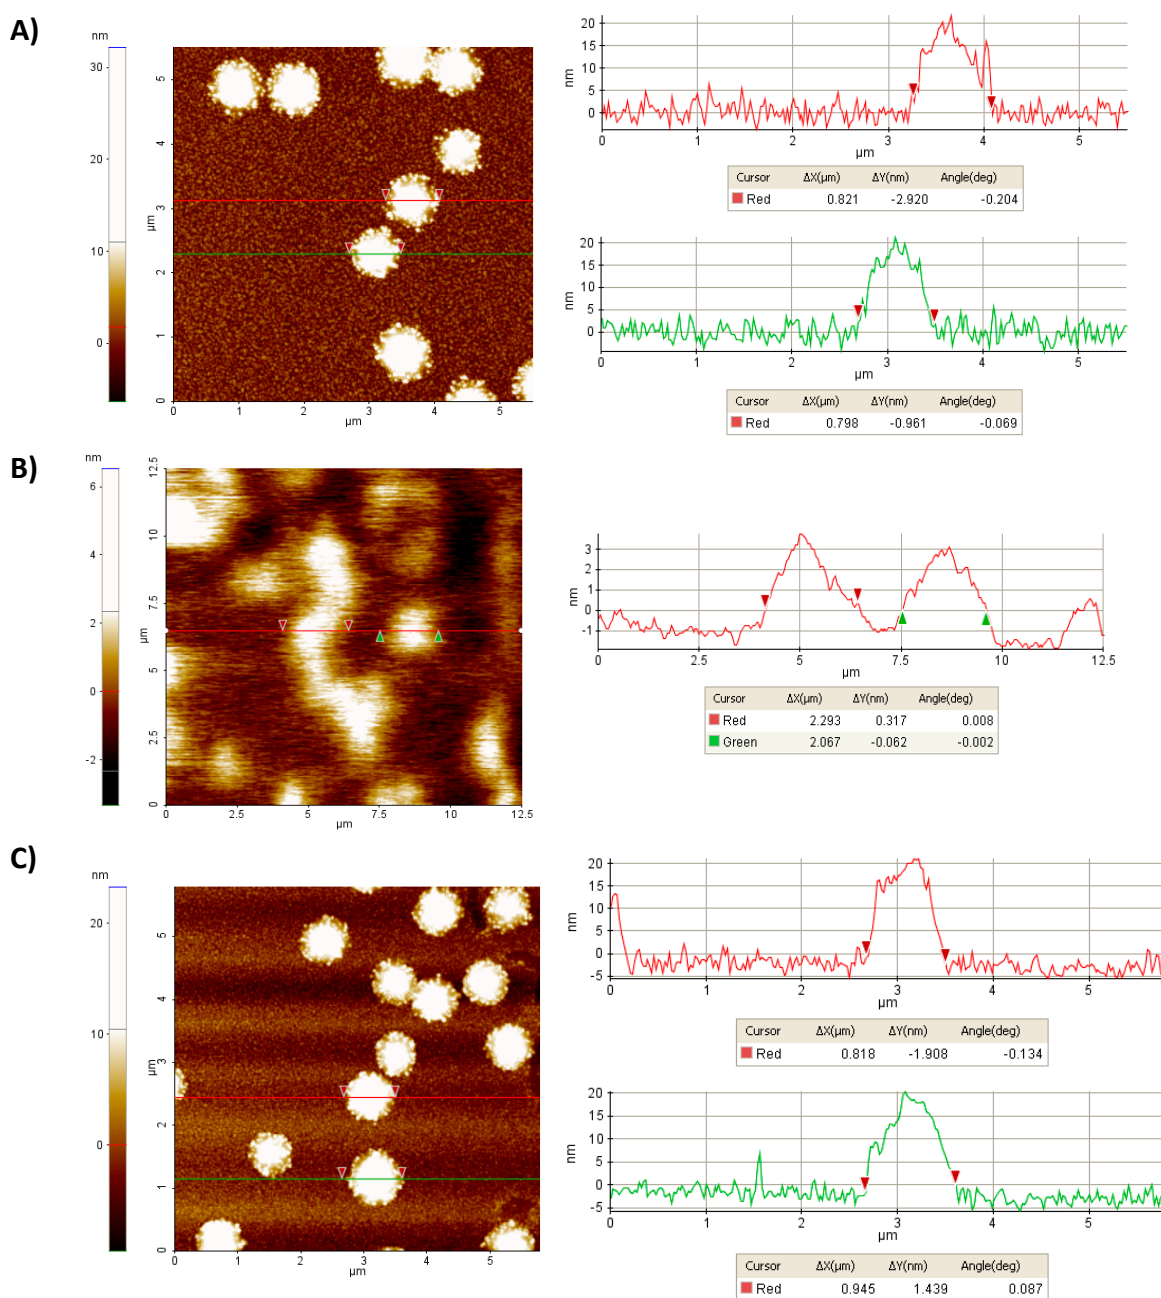 A)
nm
30
20
10
0
5
4
3
2
1
0
µm
0 1 2 3 4 5
µm
20
15
10
5
0
nm
0 1 2 3 4 5
µm
Cursor ΔX(µm) ΔY(nm) Angle(deg)
Red 0.821 -2.920 -0.204
20
15
10
5
0
nm
0 1 2 3 4 5
µm
Cursor ΔX(µm) ΔY(nm) Angle(deg)
Red 0.798 -0.961 -0.069
B)
nm
6
4
2
0
-2
12.5
10
7.5
5
2.5
0
µm
0 2.5 5 7.5 10 12.5
µm
3
2
1
0
-1
nm
0 2.5 5 7.5 10 12.5
µm
Cursor ΔX(µm) ΔY(nm) Angle(deg)
Red 2.293 0.317 0.008
Green 2.067 -0.062 -0.002
C)
nm
20
10
0
5
4
3
2
1
0
µm
0 1 2 3 4 5
µm
20
15
10
5
0
-5
nm
0 1 2 3 4 5
µm
Cursor ΔX(µm) ΔY(nm) Angle(deg)
Red 0.818 -1.908 -0.134
20
15
10
5
0
-5
nm
0 1 2 3 4 5
µm
Cursor ΔX(µm) ΔY(nm) Angle(deg)
Red 0.945 1.439 0.087